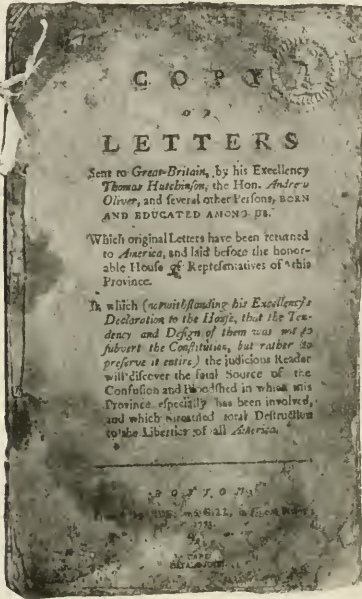 COPY
OF
LETTERS
Sent to Great-Britain, by his Excellency
Thomas Hutchinson, the Hon. Andrew
Oliver, and several other Persons, BORN
AND EDUCATED AMONG US.
Which original Letters have been returned
to America, and laid before the honor-
able House of Representatives of this
Province.
In which (notwithstanding his Excellency's
Declaration to the House, that the Ten-
dency and Design of them was not to
subvert the Constitution, but rather to
preserve it entire) the judicious Reader
will discover the fatal Source of the
Confusion and Bloodshed in which this
Province especially has been involved,
and which threatned total Destruction
to the Liberties of all America.
BOSTON:
GILL,
1773.